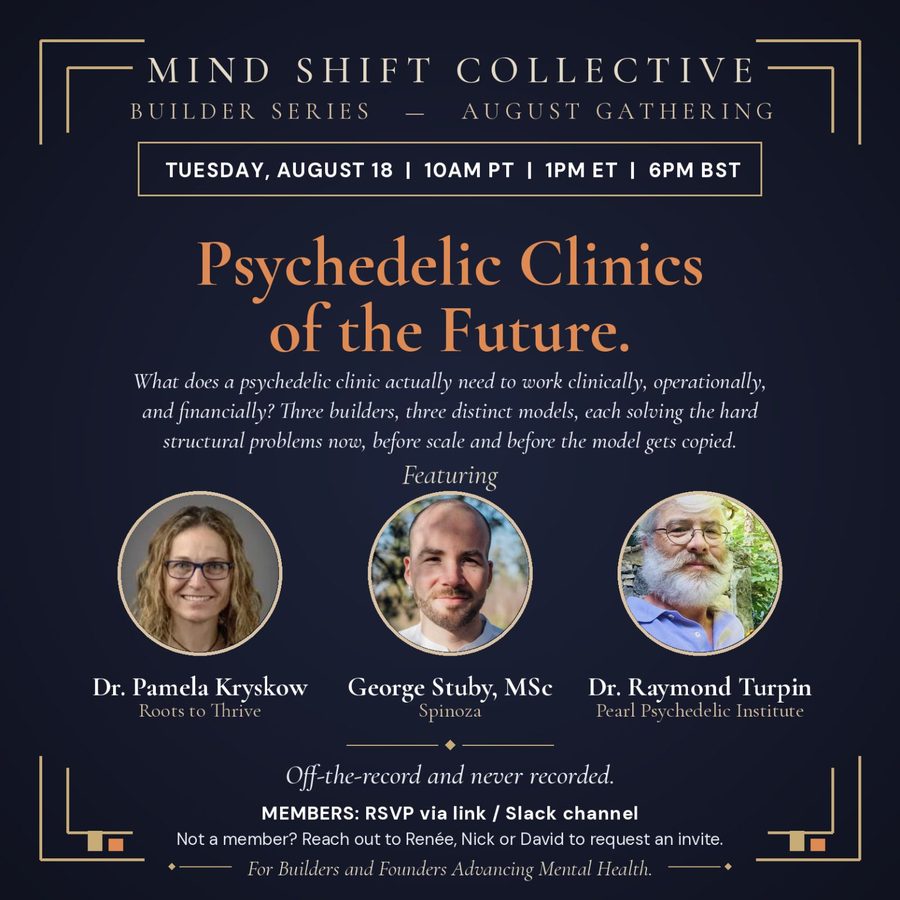 MIND SHIFT COLLECTIVE
BUILDER SERIES — AUGUST GATHERING
TUESDAY, AUGUST 18 | 10AM PT | 1PM ET | 6PM BST
Psychedelic Clinics
of the Future.
What does a psychedelic clinic actually need to work clinically, operationally,
and financially? Three builders, three distinct models, each solving the hard
structural problems now, before scale and before the model gets copied.
Featuring
Dr. Pamela Kryskow
Roots to Thrive
George Stuby, MSc
Spinoza
Dr. Raymond Turpin
Pearl Psychedelic Institute
Off-the-record and never recorded.
MEMBERS: RSVP via link / Slack channel
Not a member? Reach out to Renée, Nick or David to request an invite.
For Builders and Founders Advancing Mental Health.